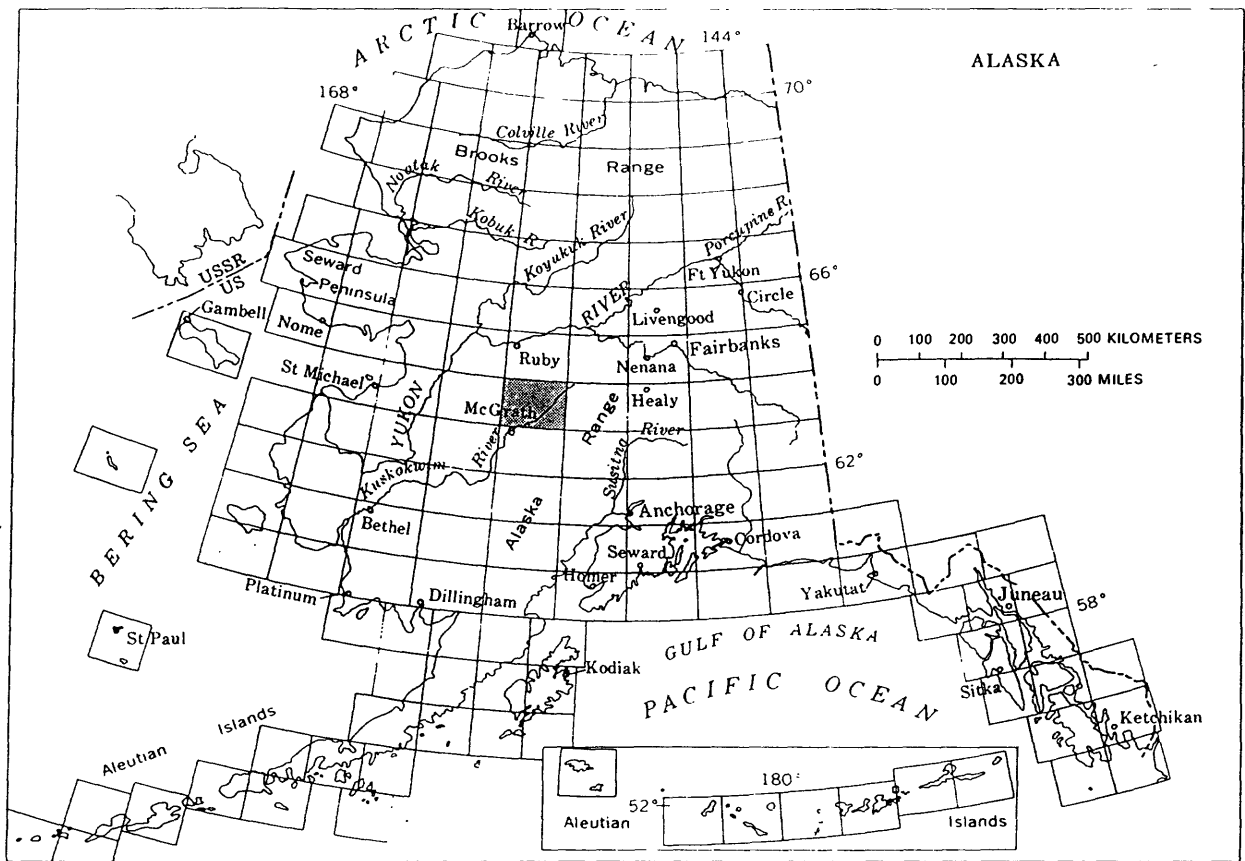 ARCTIC OCEAN
Barrow
144°
ALASKA
70°
168°
Colville River
Brooks Range
Nootak River
Kobuk R
Koyukuk River
Porcupine R.
USSR
US
Seward
Peninsula
Ft Yukon
66°
Circle
RIVER
Livengood
Gambell
Nome
Ruby
Nenana
Fairbanks
0 100 200 300 400 500 KILOMETERS
0 100 200 300 MILES
St Michael
YUKON
McGrath
Healy
Range
River
Susitna
River
Kuskokwim
62°
BERING SEA
Bethel
Alaska
Anchorage
Seward
Cordova
Homer
Platinum
Dillingham
Yakutat
Juneau
58°
St Paul
GULF OF ALASKA
Kodiak
PACIFIC OCEAN
Sitka
Ketchikan
Aleutian Islands
180°
52°
Aleutian Islands